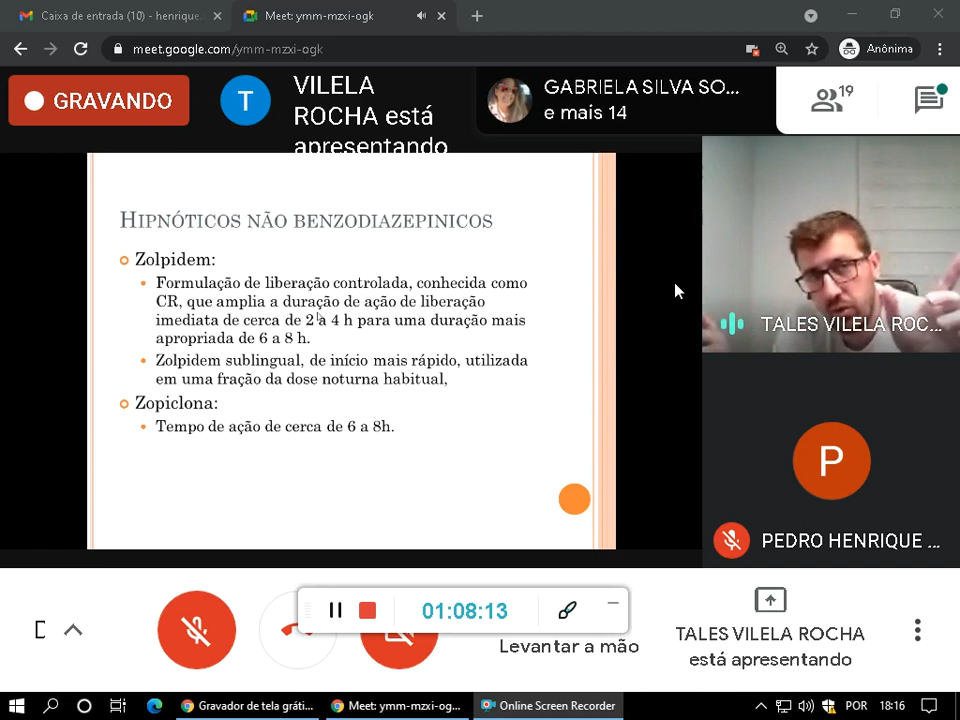 Caixa de entrada (10) - henrique.
Meet: ymm-mzxi-ogk
meet.google.com/ymm-mzxi-ogk
Anônima
GRAVANDO
T
VILELA
ROCHA está
apresentando
GABRIELA SILVA SO...
e mais 14
19
HIPNÓTICOS NÃO BENZODIAZEPINICOS
Zolpidem:
Formulação de liberação controlada, conhecida como
CR, que amplia a duração de ação de liberação
imediata de cerca de 2 a 4 h para uma duração mais
apropriada de 6 a 8 h.
Zolpidem sublingual, de início mais rápido, utilizada
em uma fração da dose noturna habitual,
Zopiclona:
Tempo de ação de cerca de 6 a 8h.
TALES VILELA ROC...
P
PEDRO HENRIQUE ...
01:08:13
Levantar a mão
TALES VILELA ROCHA
está apresentando
Gravador de tela gráti...
Meet: ymm-mzxi-og...
Online Screen Recorder
POR
18:16